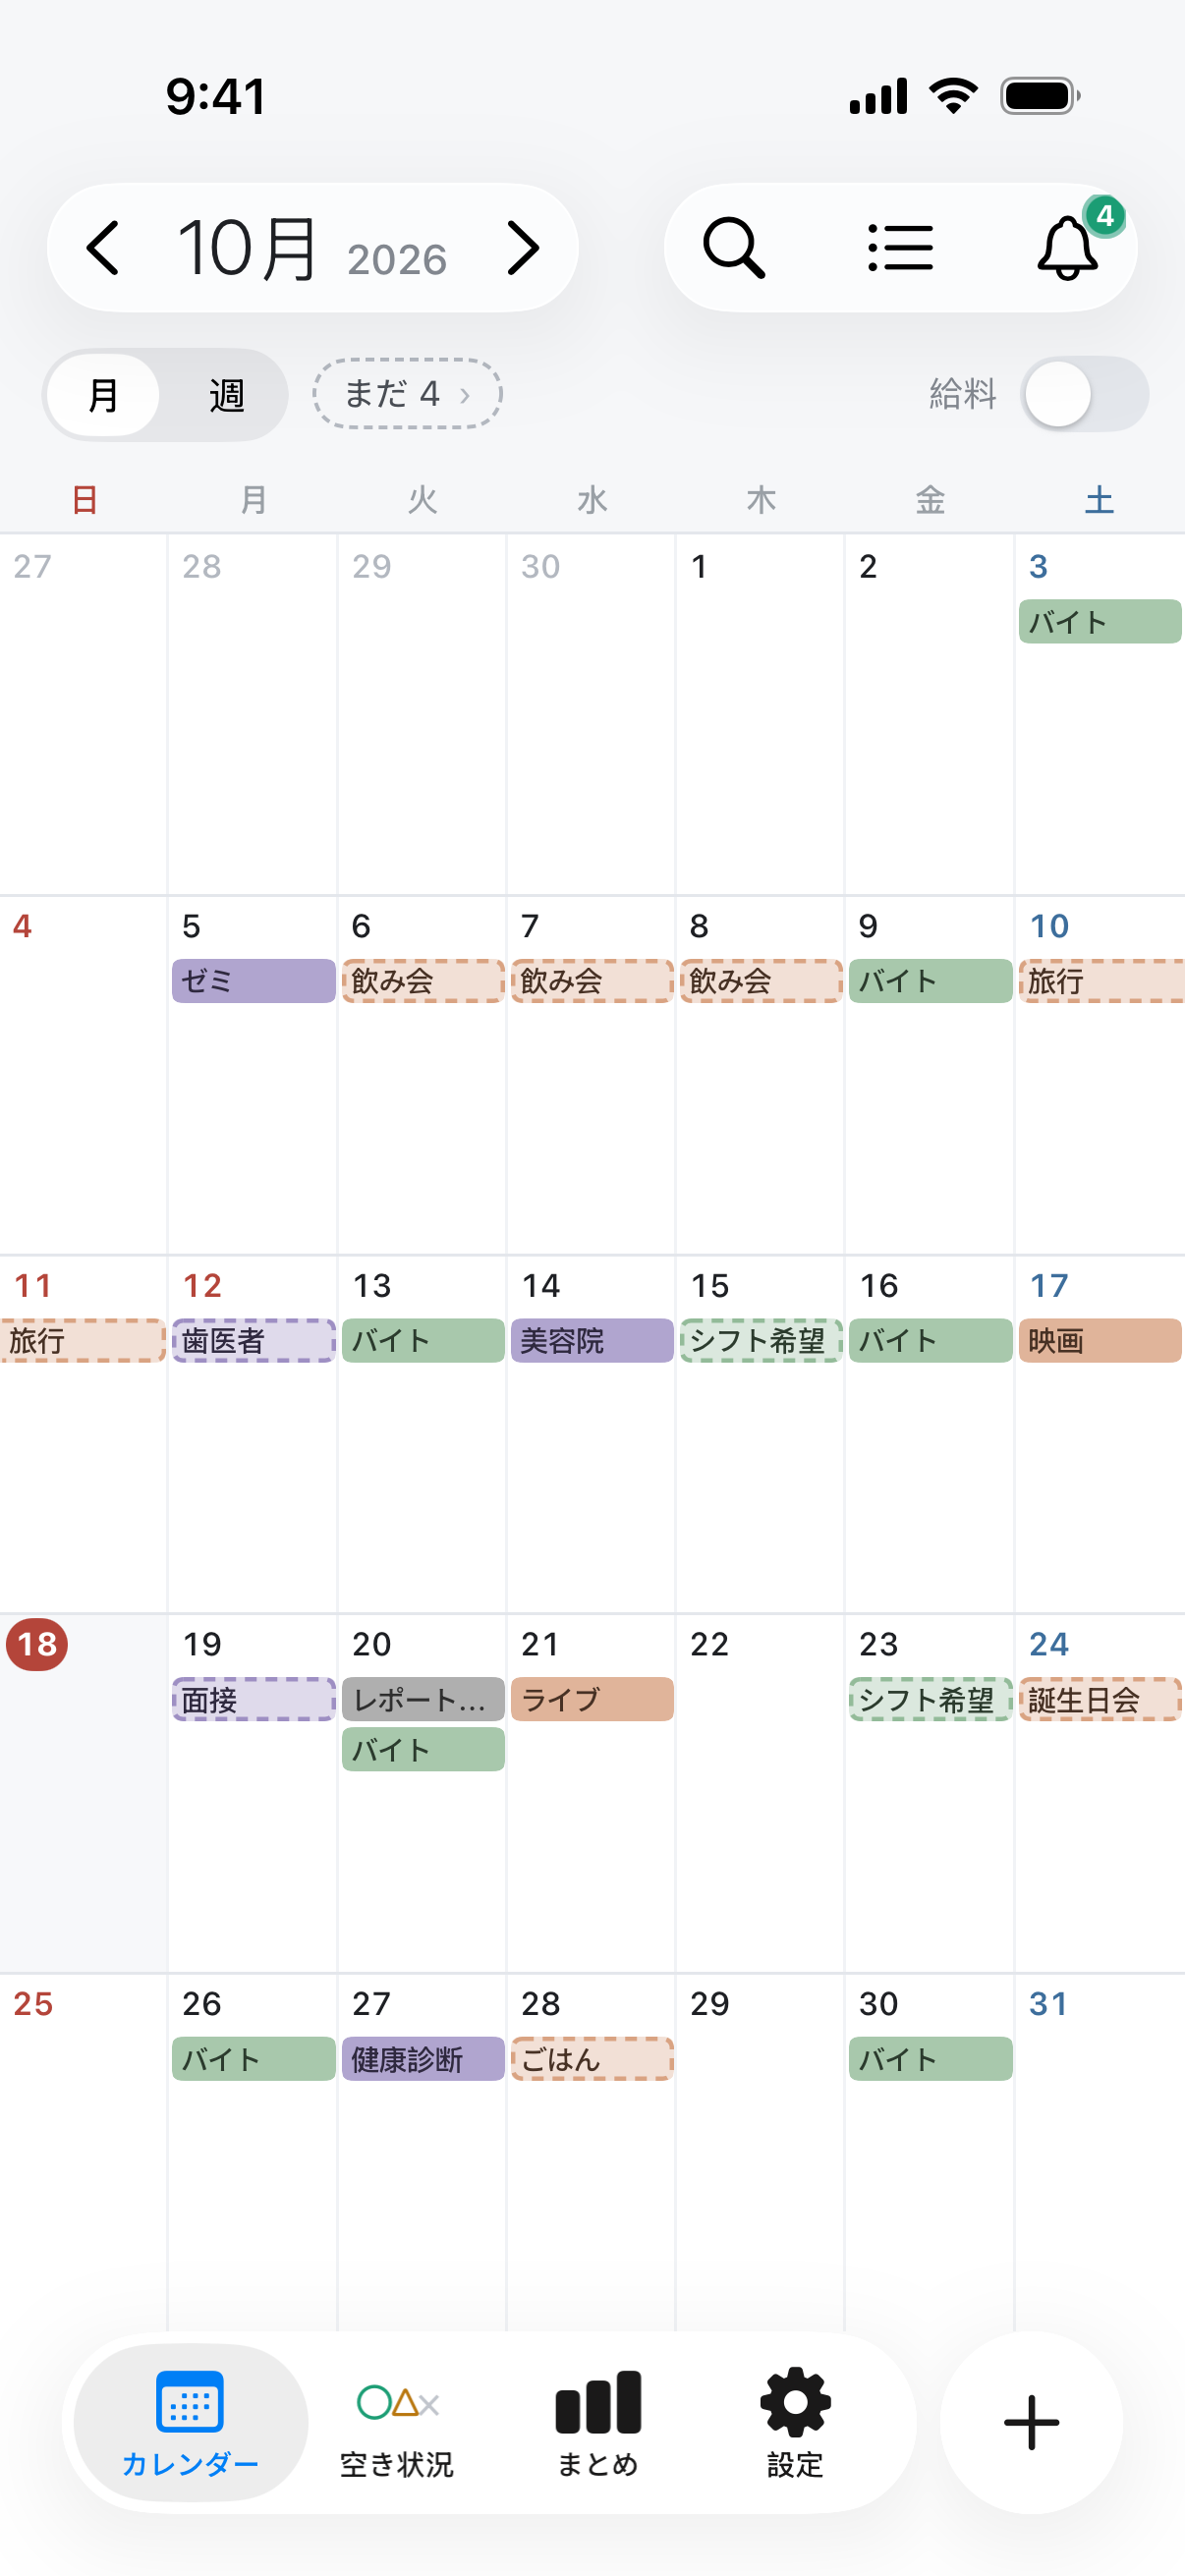 9:41
10月 2026
4
月 週 まだ 4 ›
給料
日 月 火 水 木 金 土
27 28 29 30 1 2 3
バイト
4 5 6 7 8 9 10
ゼミ 飲み会 飲み会 飲み会 バイト 旅行
11 12 13 14 15 16 17
旅行 歯医者 バイト 美容院 シフト希望 バイト 映画
18 19 20 21 22 23 24
面接 レポート… ライブ シフト希望 誕生日会
バイト
25 26 27 28 29 30 31
バイト 健康診断 ごはん バイト
カレンダー 空き状況 まとめ 設定